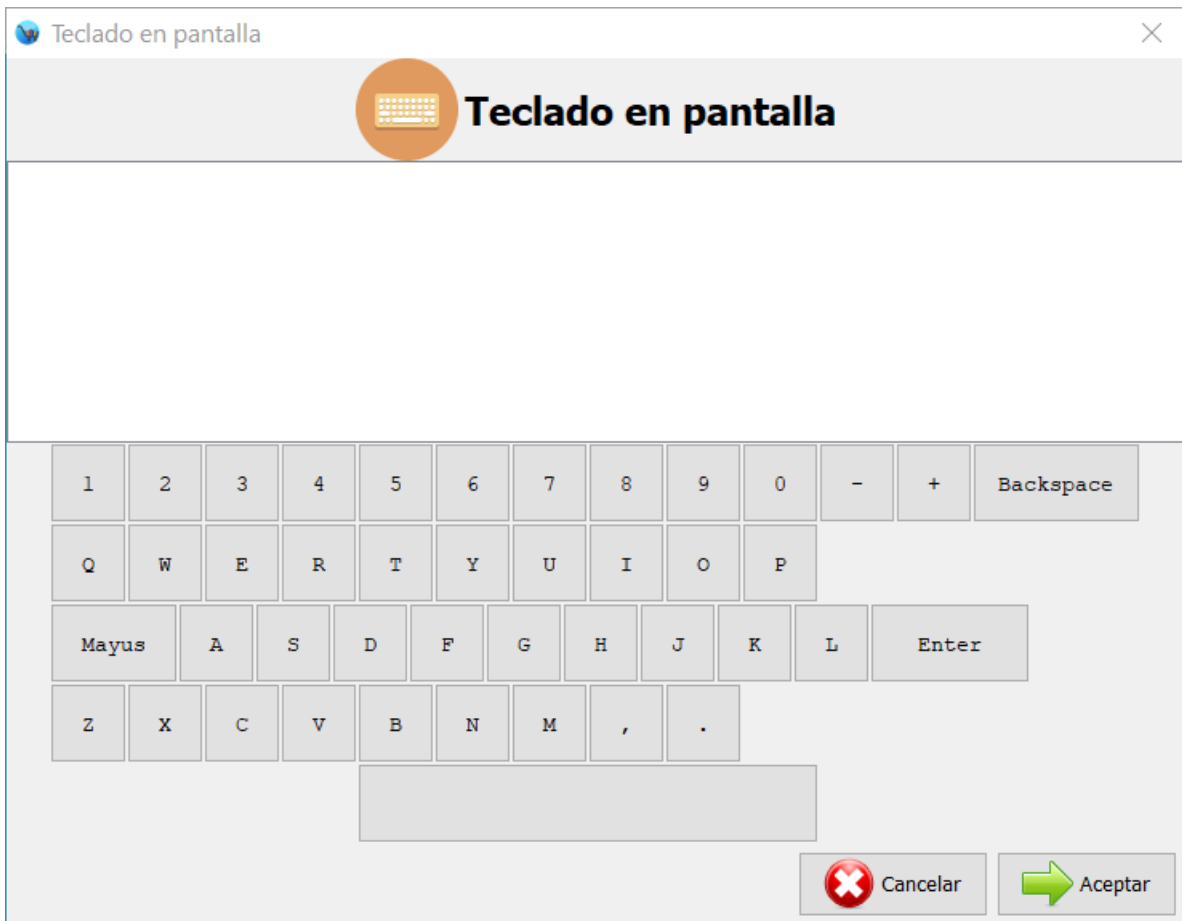 Teclado en pantalla
Teclado en pantalla
1 2 3 4 5 6 7 8 9 0 - + Backspace
Q W E R T Y U I O P
Mayus A S D F G H J K L Enter
Z X C V B N M , .
Cancelar Aceptar